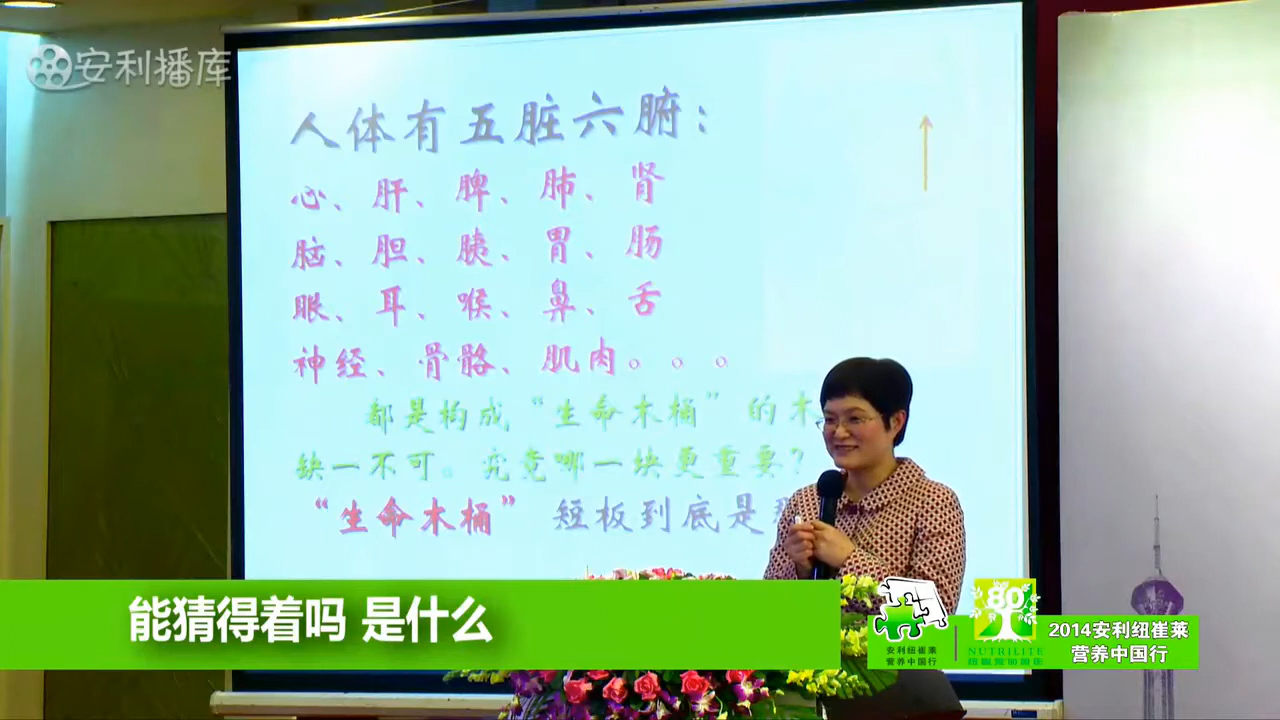 安利播库
人体有五脏六腑：
心、肝、脾、肺、肾
脑、胆、胰、胃、肠
眼、耳、喉、鼻、舌
神经、骨骼、肌肉。。。
都是构成“生命木桶”的木
缺一不可。究竟哪一块更重要？
“生命木桶” 短板到底是
能猜得着吗 是什么
安利纽崔莱
营养中国行
80
NUTRILITE
2014安利纽崔莱
营养中国行